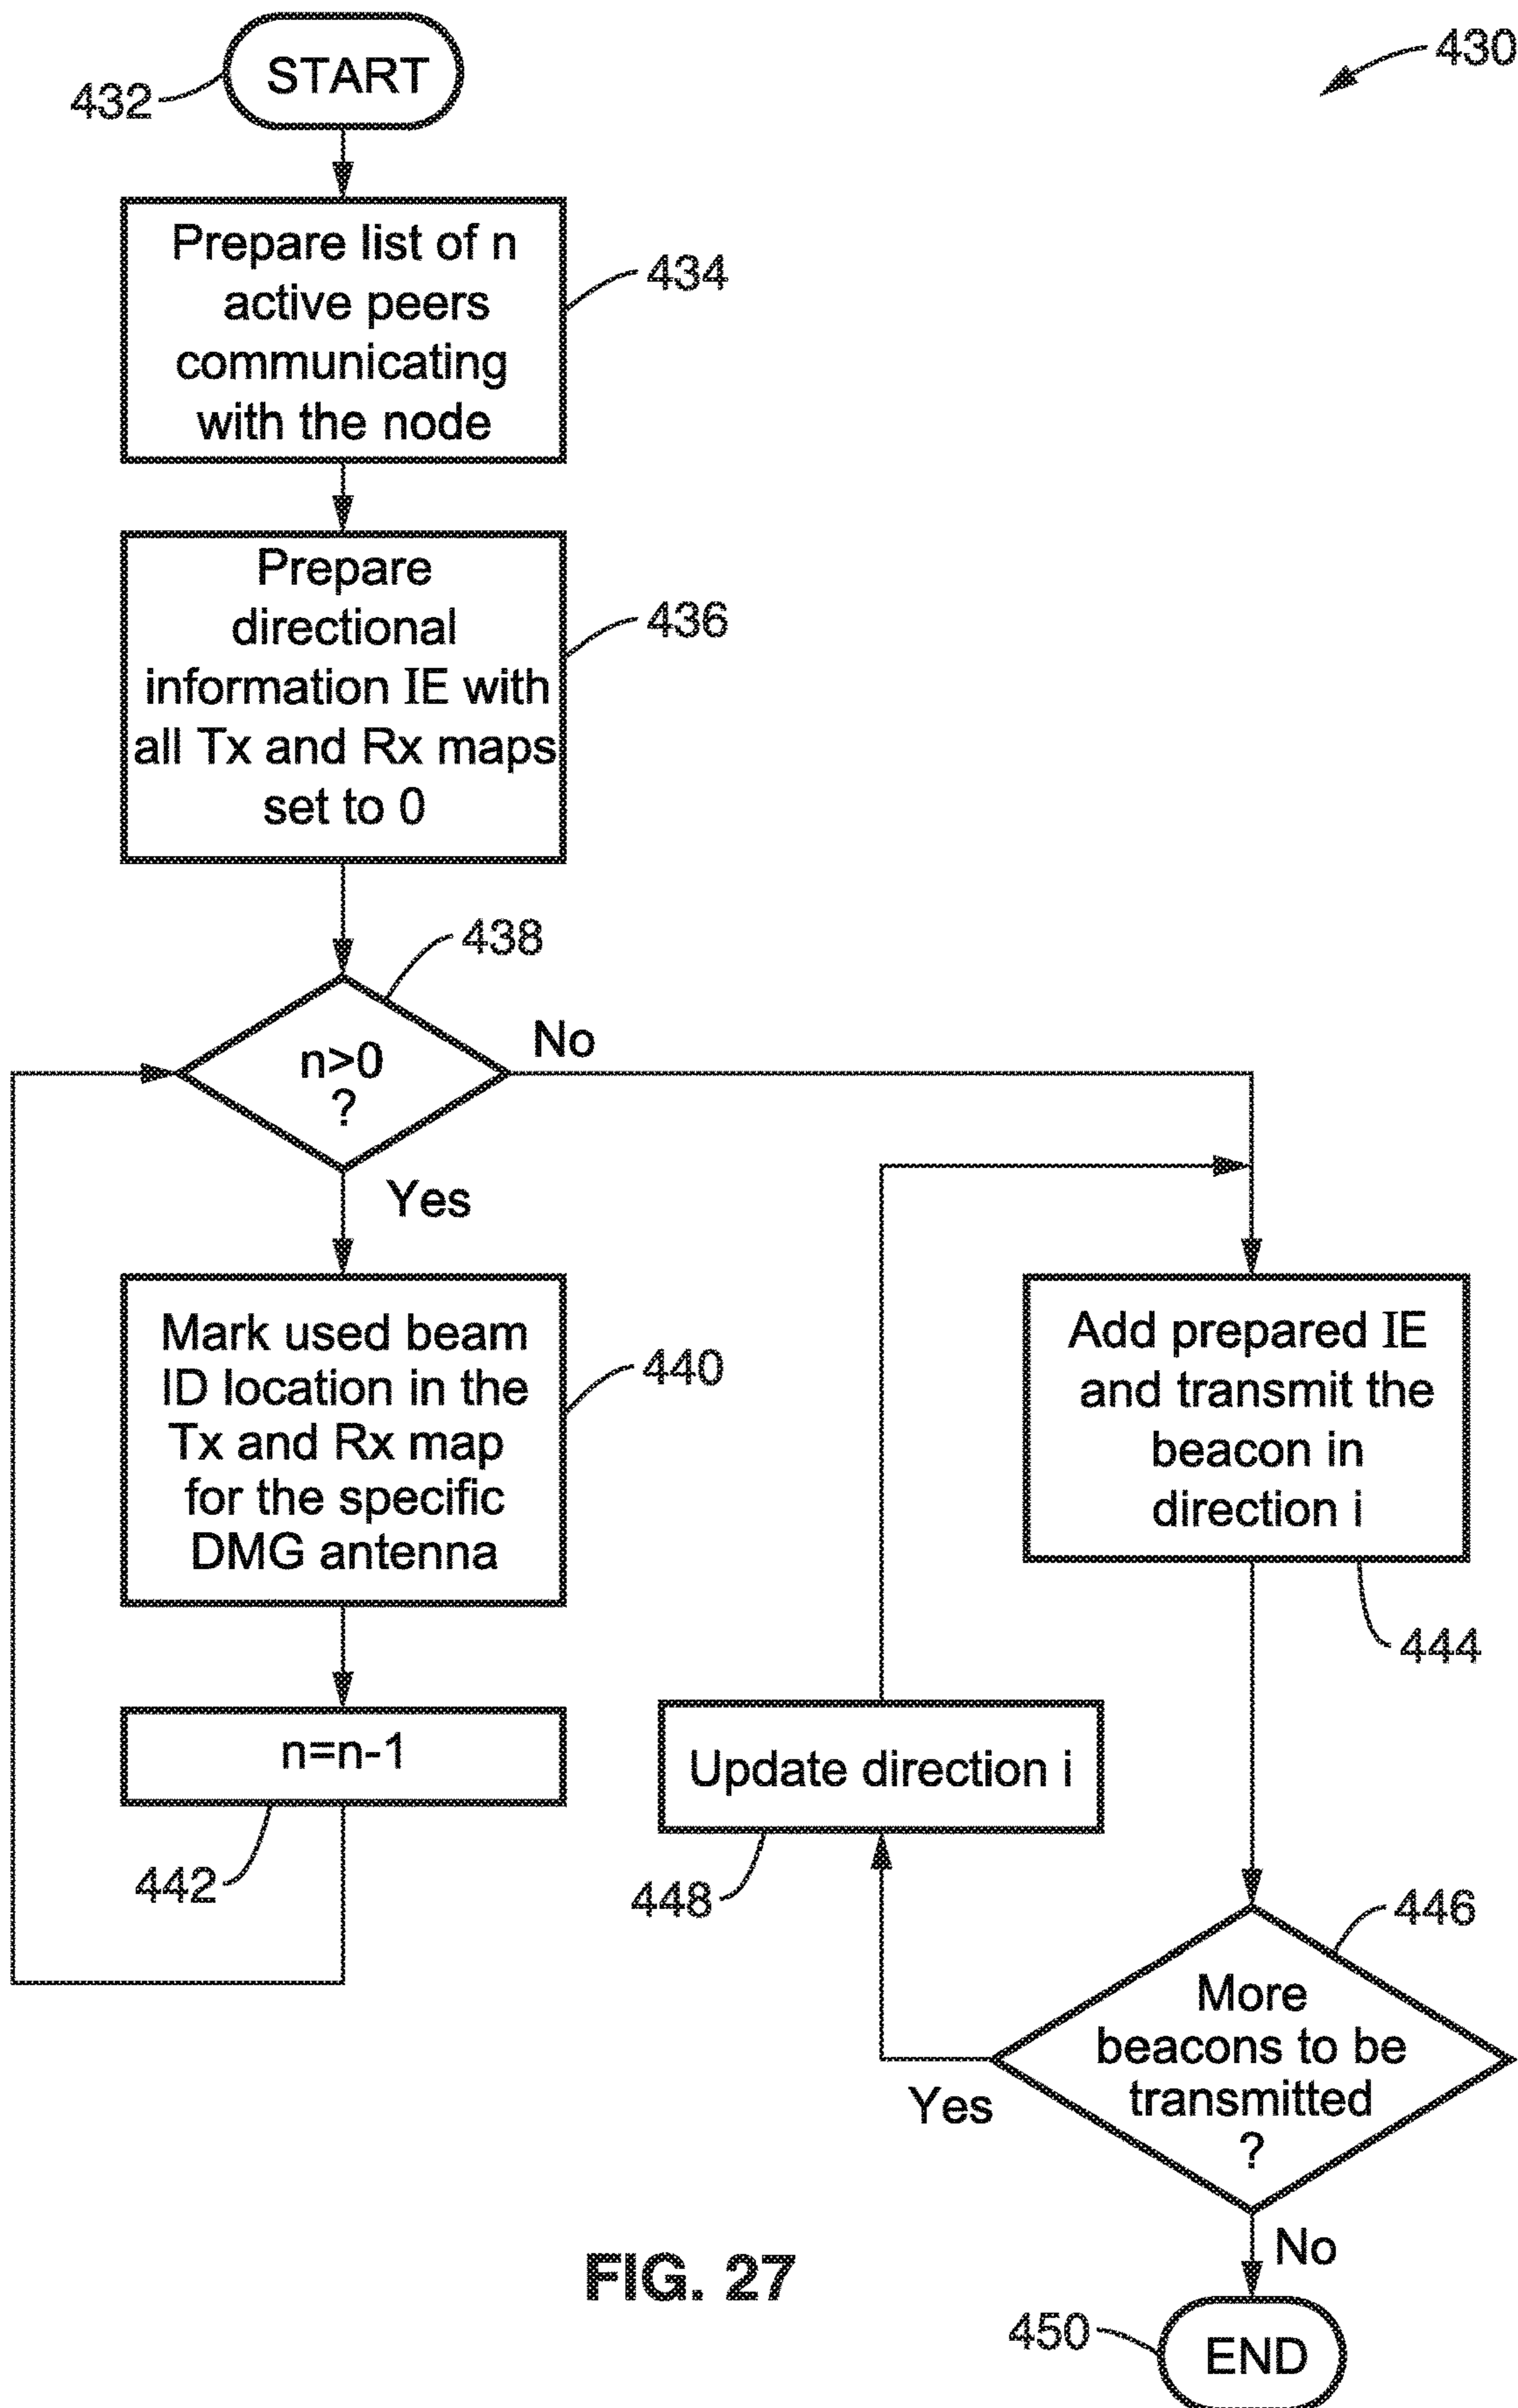 430
START
432
Prepare list of n
active peers
communicating
with the node
434
Prepare
directional
information IE with
all Tx and Rx maps
set to 0
436
438
n>0
?
No
Yes
Mark used beam
ID location in the
Tx and Rx map
for the specific
DMG antenna
440
n=n-1
442
Add prepared IE
and transmit the
beacon in
direction i
444
Update direction i
448
446
More
beacons to be
transmitted
?
Yes
No
FIG. 27
450
END